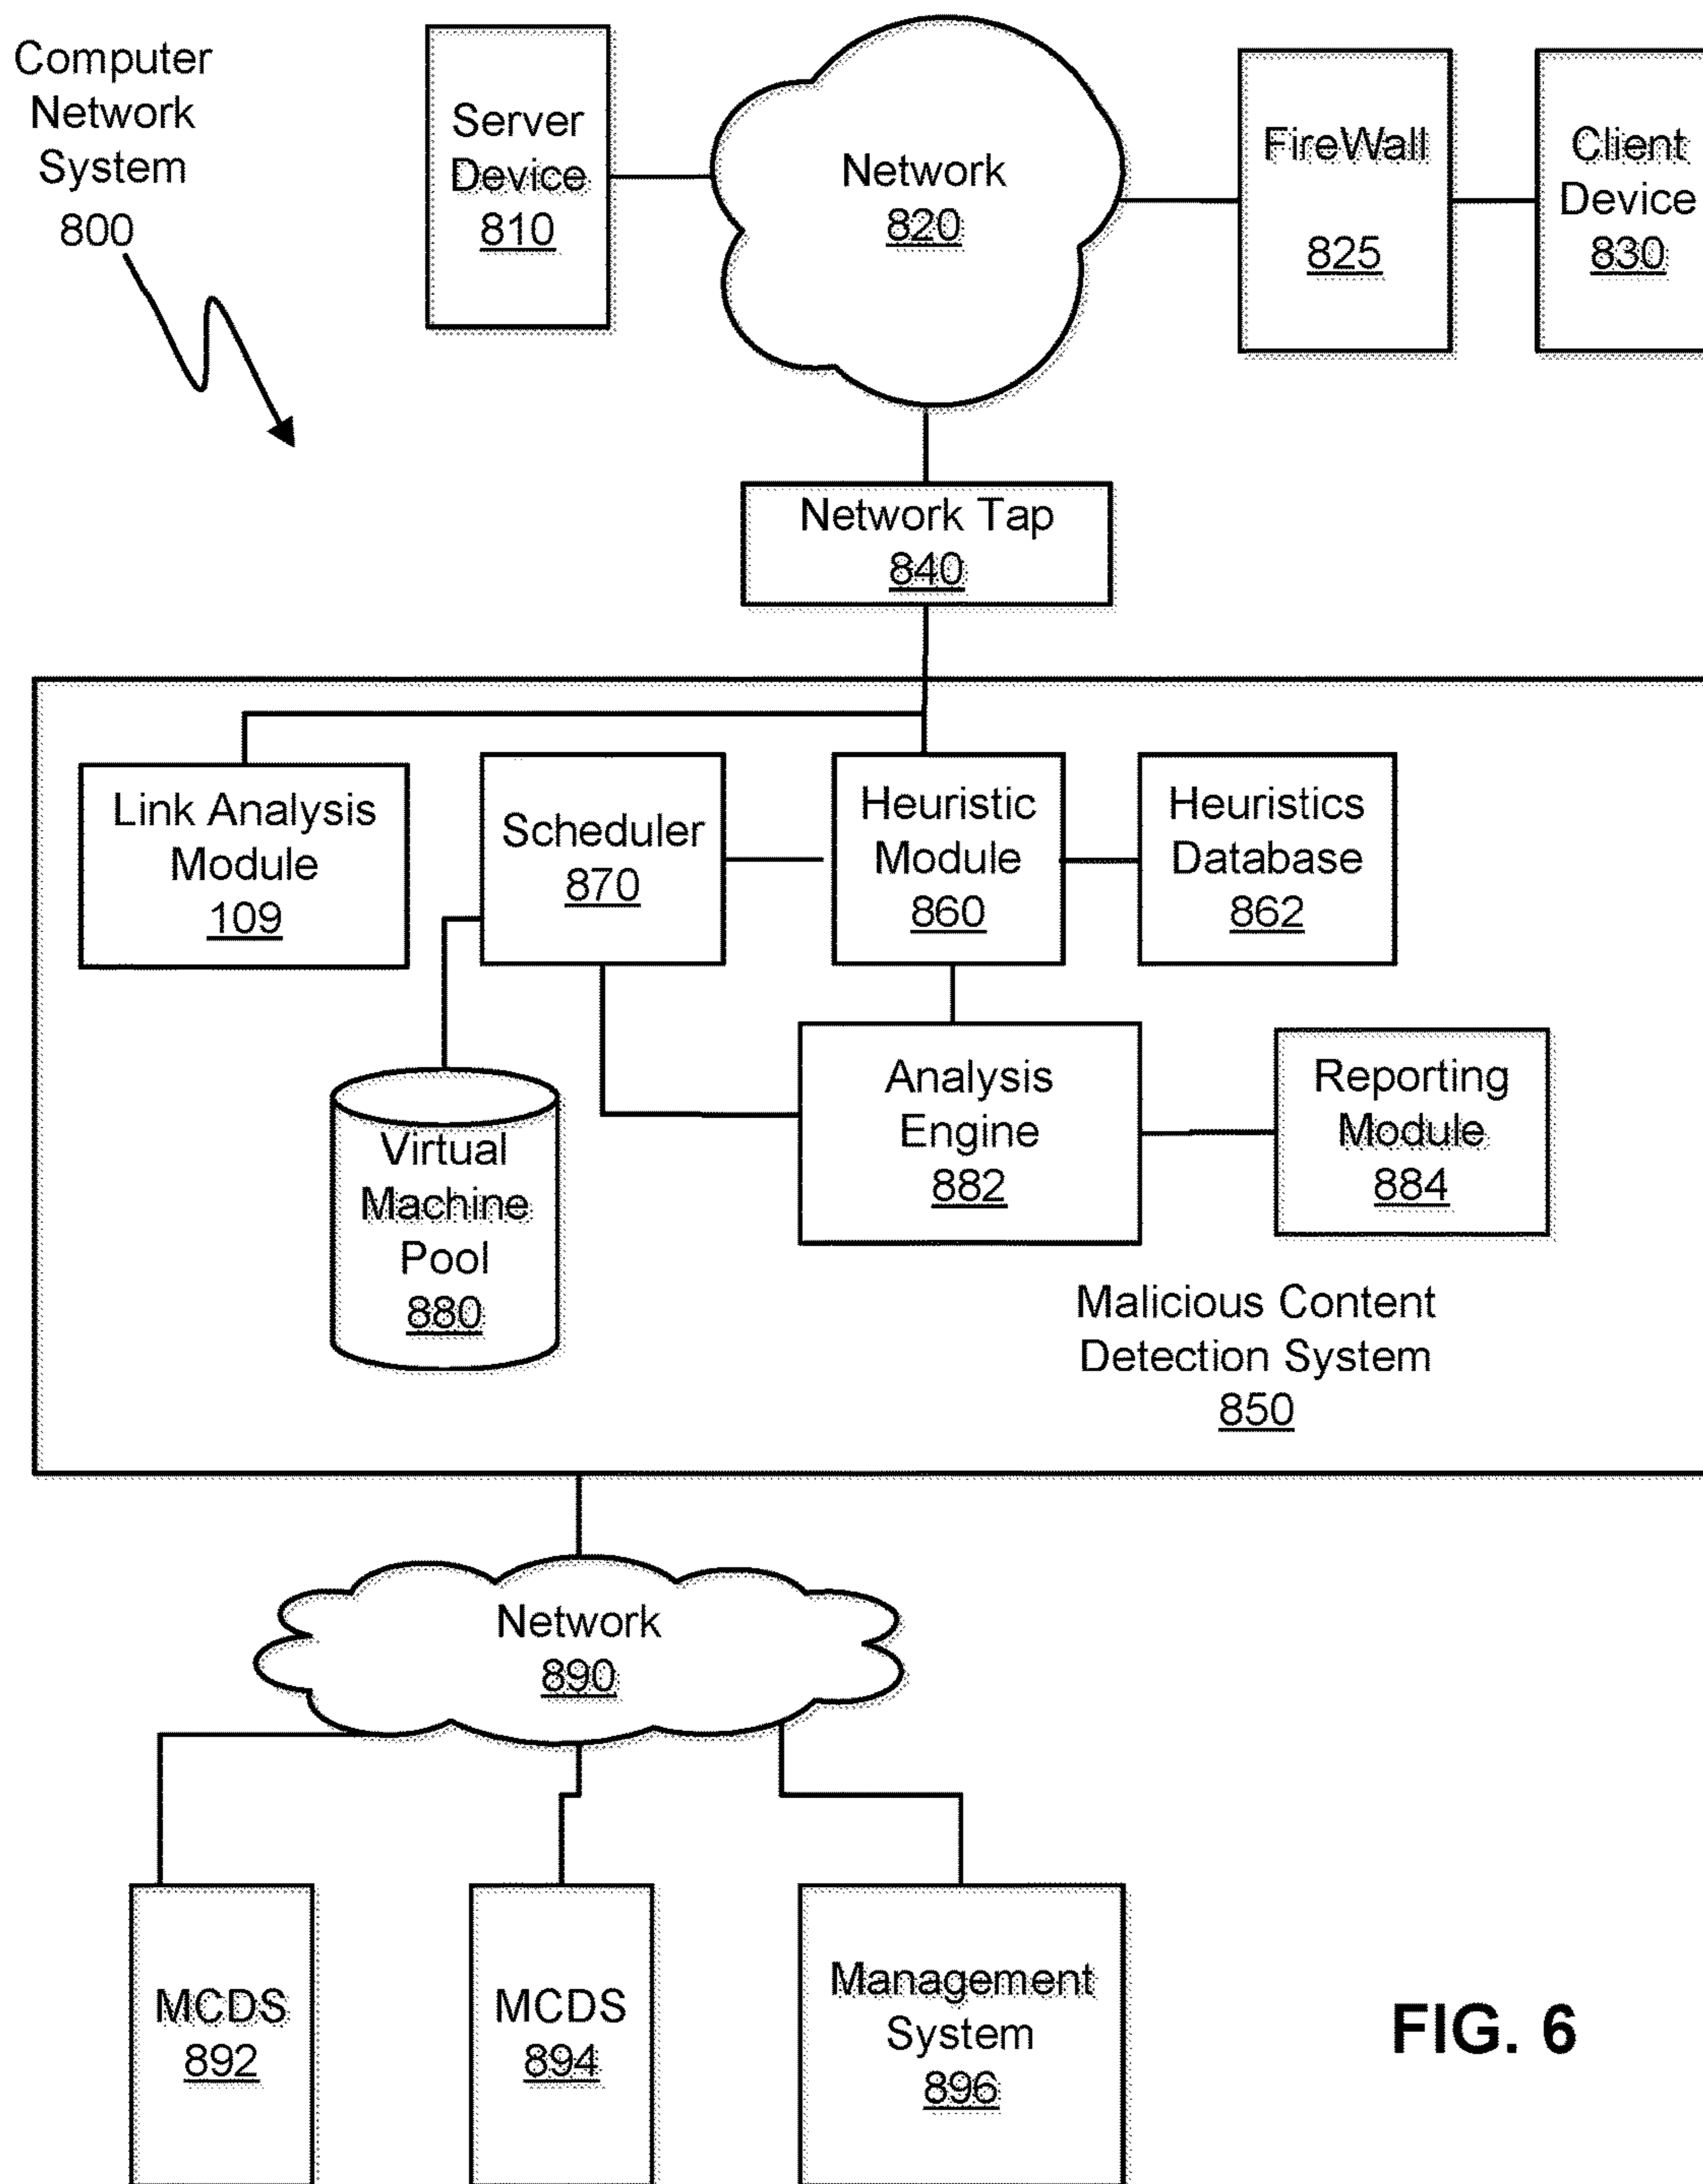 Computer
Network
System
800
Server
Device
810
Network
820
FireWall
825
Client
Device
830
Network Tap
840
Link Analysis
Module
109
Scheduler
870
Heuristic
Module
860
Heuristics
Database
862
Virtual
Machine
Pool
880
Analysis
Engine
882
Reporting
Module
884
Malicious Content
Detection System
850
Network
890
MCDS
892
MCDS
894
Management
System
896
FIG. 6